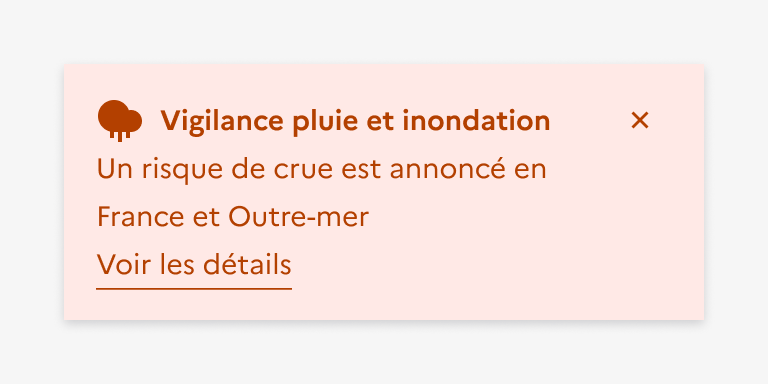 Vigilance pluie et inondation
Un risque de crue est annoncé en
France et Outre-mer
Voir les détails